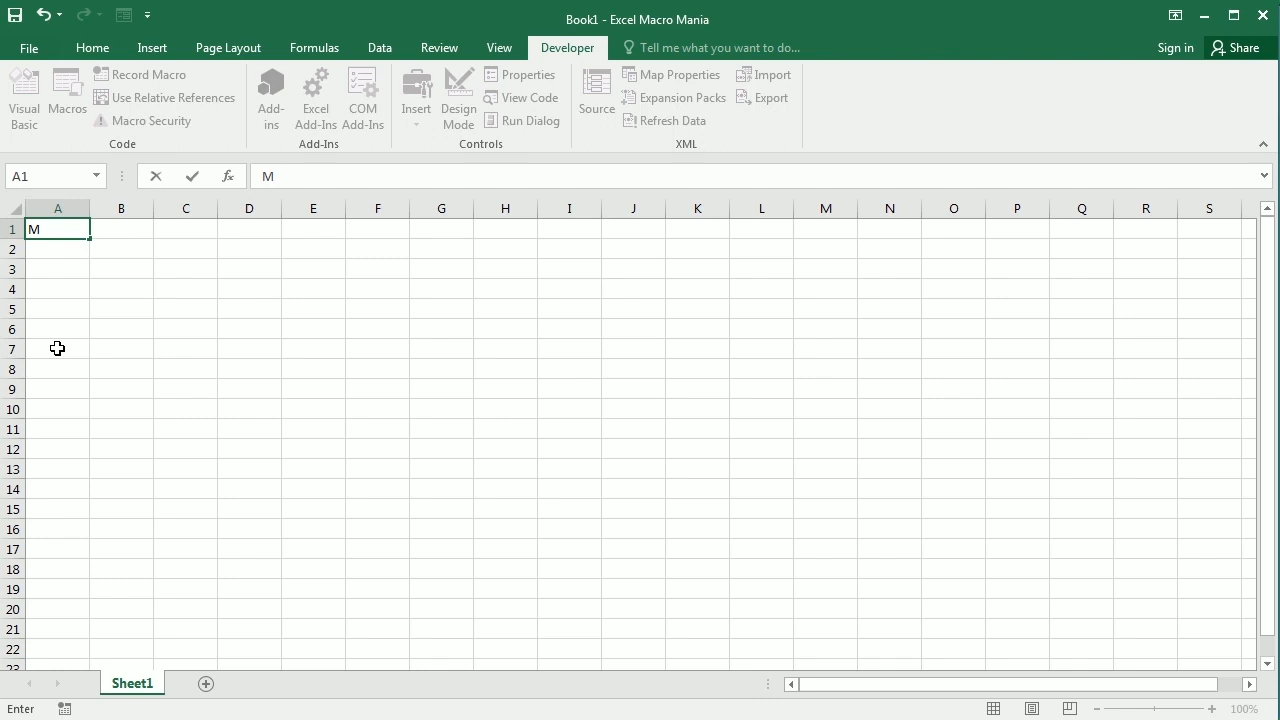 Book1 - Excel Macro Mania
File Home Insert Page Layout Formulas Data Review View Developer Tell me what you want to do... Sign in Share
Visual Basic
Macros
Record Macro
Use Relative References
Macro Security
Code
Add-ins
Excel Add-Ins
COM Add-Ins
Add-Ins
Insert
Design Mode
Properties
View Code
Run Dialog
Controls
Source
Map Properties
Expansion Packs
Refresh Data
Import
Export
XML
A1 fx M
A B C D E F G H I J K L M N O P Q R S
1 M
2
3
4
5
6
7
8
9
10
11
12
13
14
15
16
17
18
19
20
21
22
23
Sheet1
Enter 100%